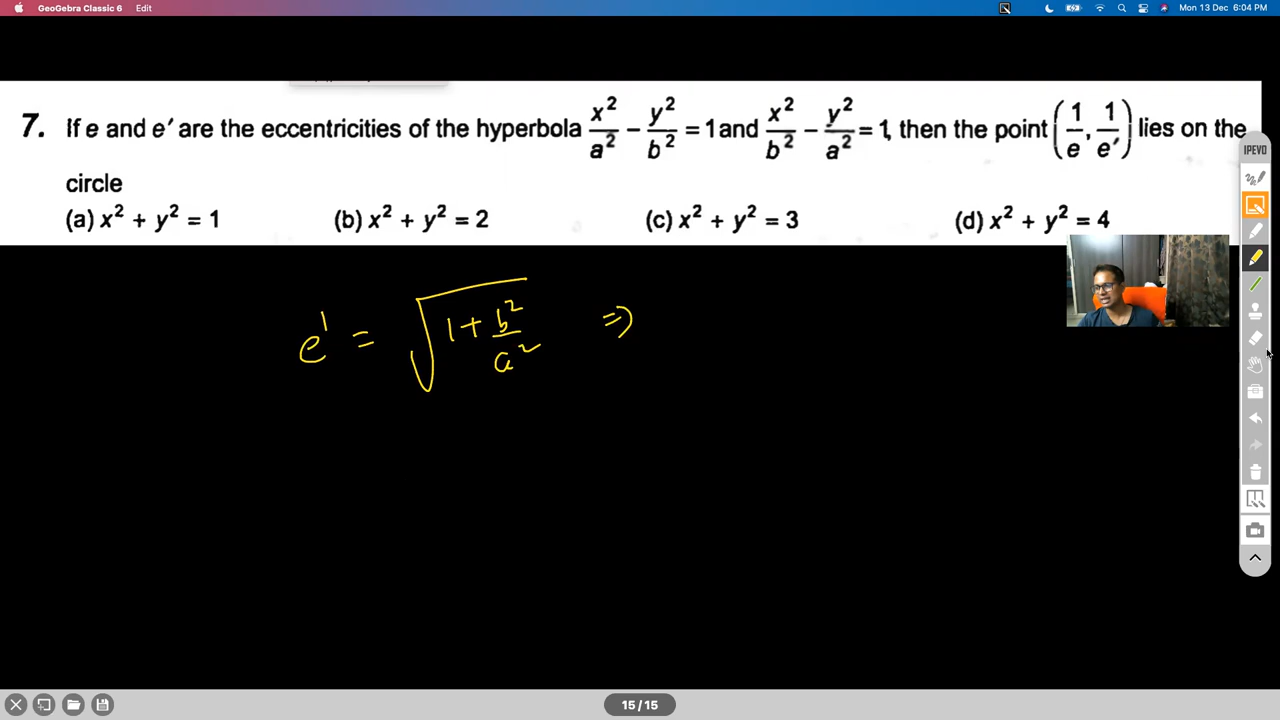 GeoGebra Classic 6 Edit Mon 13 Dec 6:04 PM
7. If e and e′ are the eccentricities of the hyperbola x²/a² − y²/b² = 1 and x²/b² − y²/a² = 1, then the point (1/e, 1/e′) lies on the
circle
(a) x² + y² = 1 (b) x² + y² = 2 (c) x² + y² = 3 (d) x² + y² = 4
IPEVO
e' = √(1 + b²/a²) ⇒
15 / 15